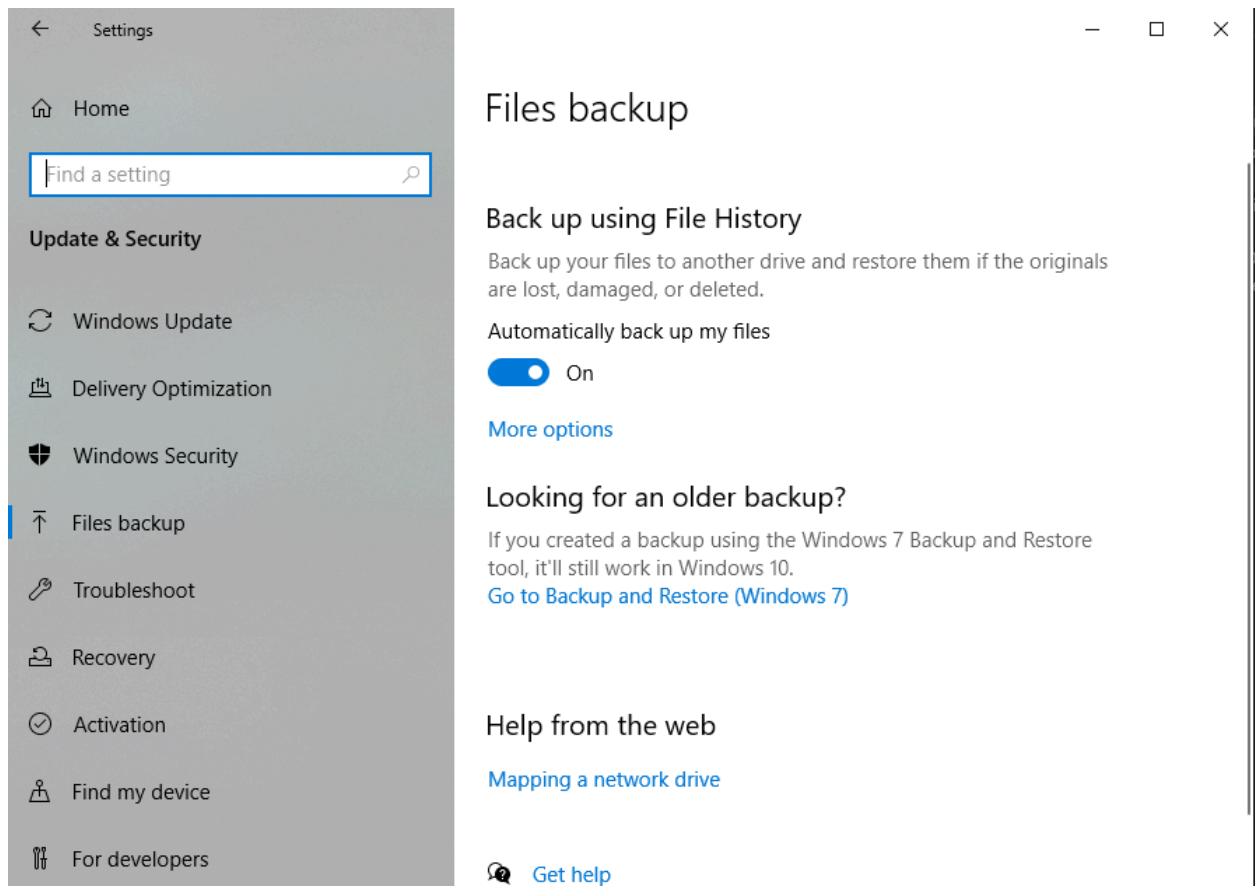 Settings
Home
Find a setting
Update & Security
Windows Update
Delivery Optimization
Windows Security
Files backup
Troubleshoot
Recovery
Activation
Find my device
For developers
Files backup
Back up using File History
Back up your files to another drive and restore them if the originals
are lost, damaged, or deleted.
Automatically back up my files
On
More options
Looking for an older backup?
If you created a backup using the Windows 7 Backup and Restore
tool, it'll still work in Windows 10.
Go to Backup and Restore (Windows 7)
Help from the web
Mapping a network drive
Get help